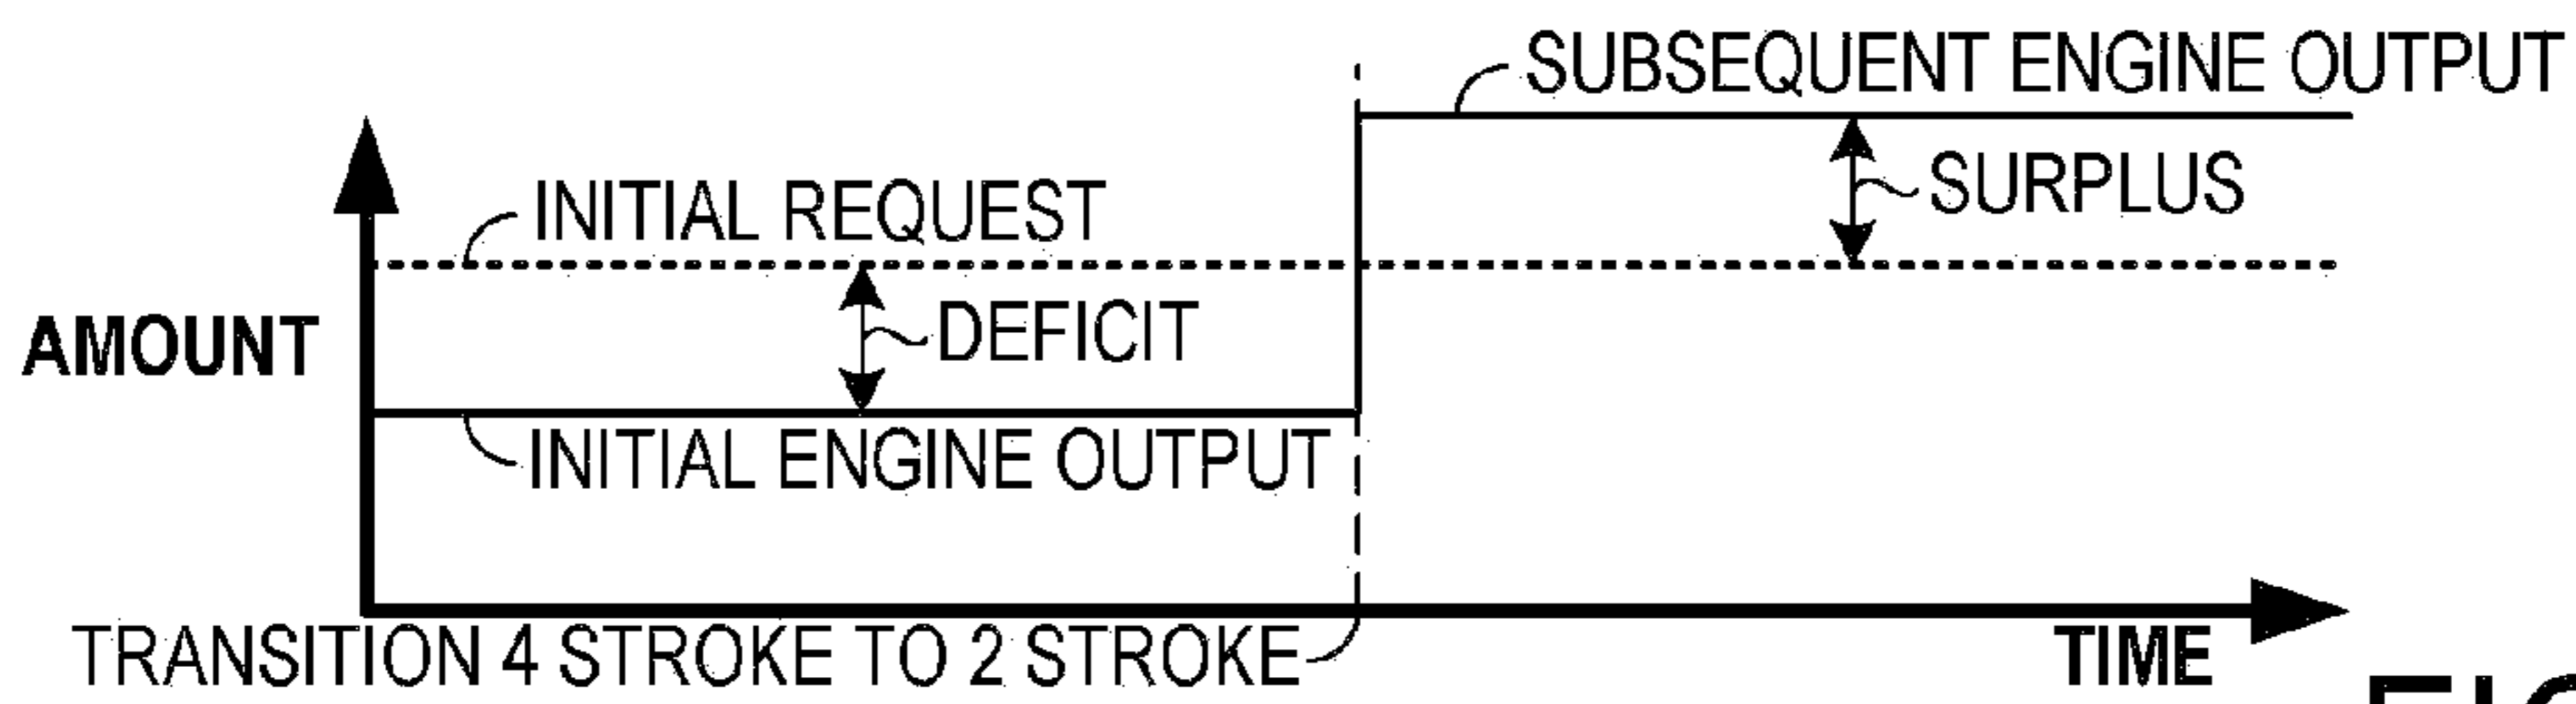 SUBSEQUENT ENGINE OUTPUT
INITIAL REQUEST
SURPLUS
DEFICIT
AMOUNT
INITIAL ENGINE OUTPUT
TRANSITION 4 STROKE TO 2 STROKE
TIME